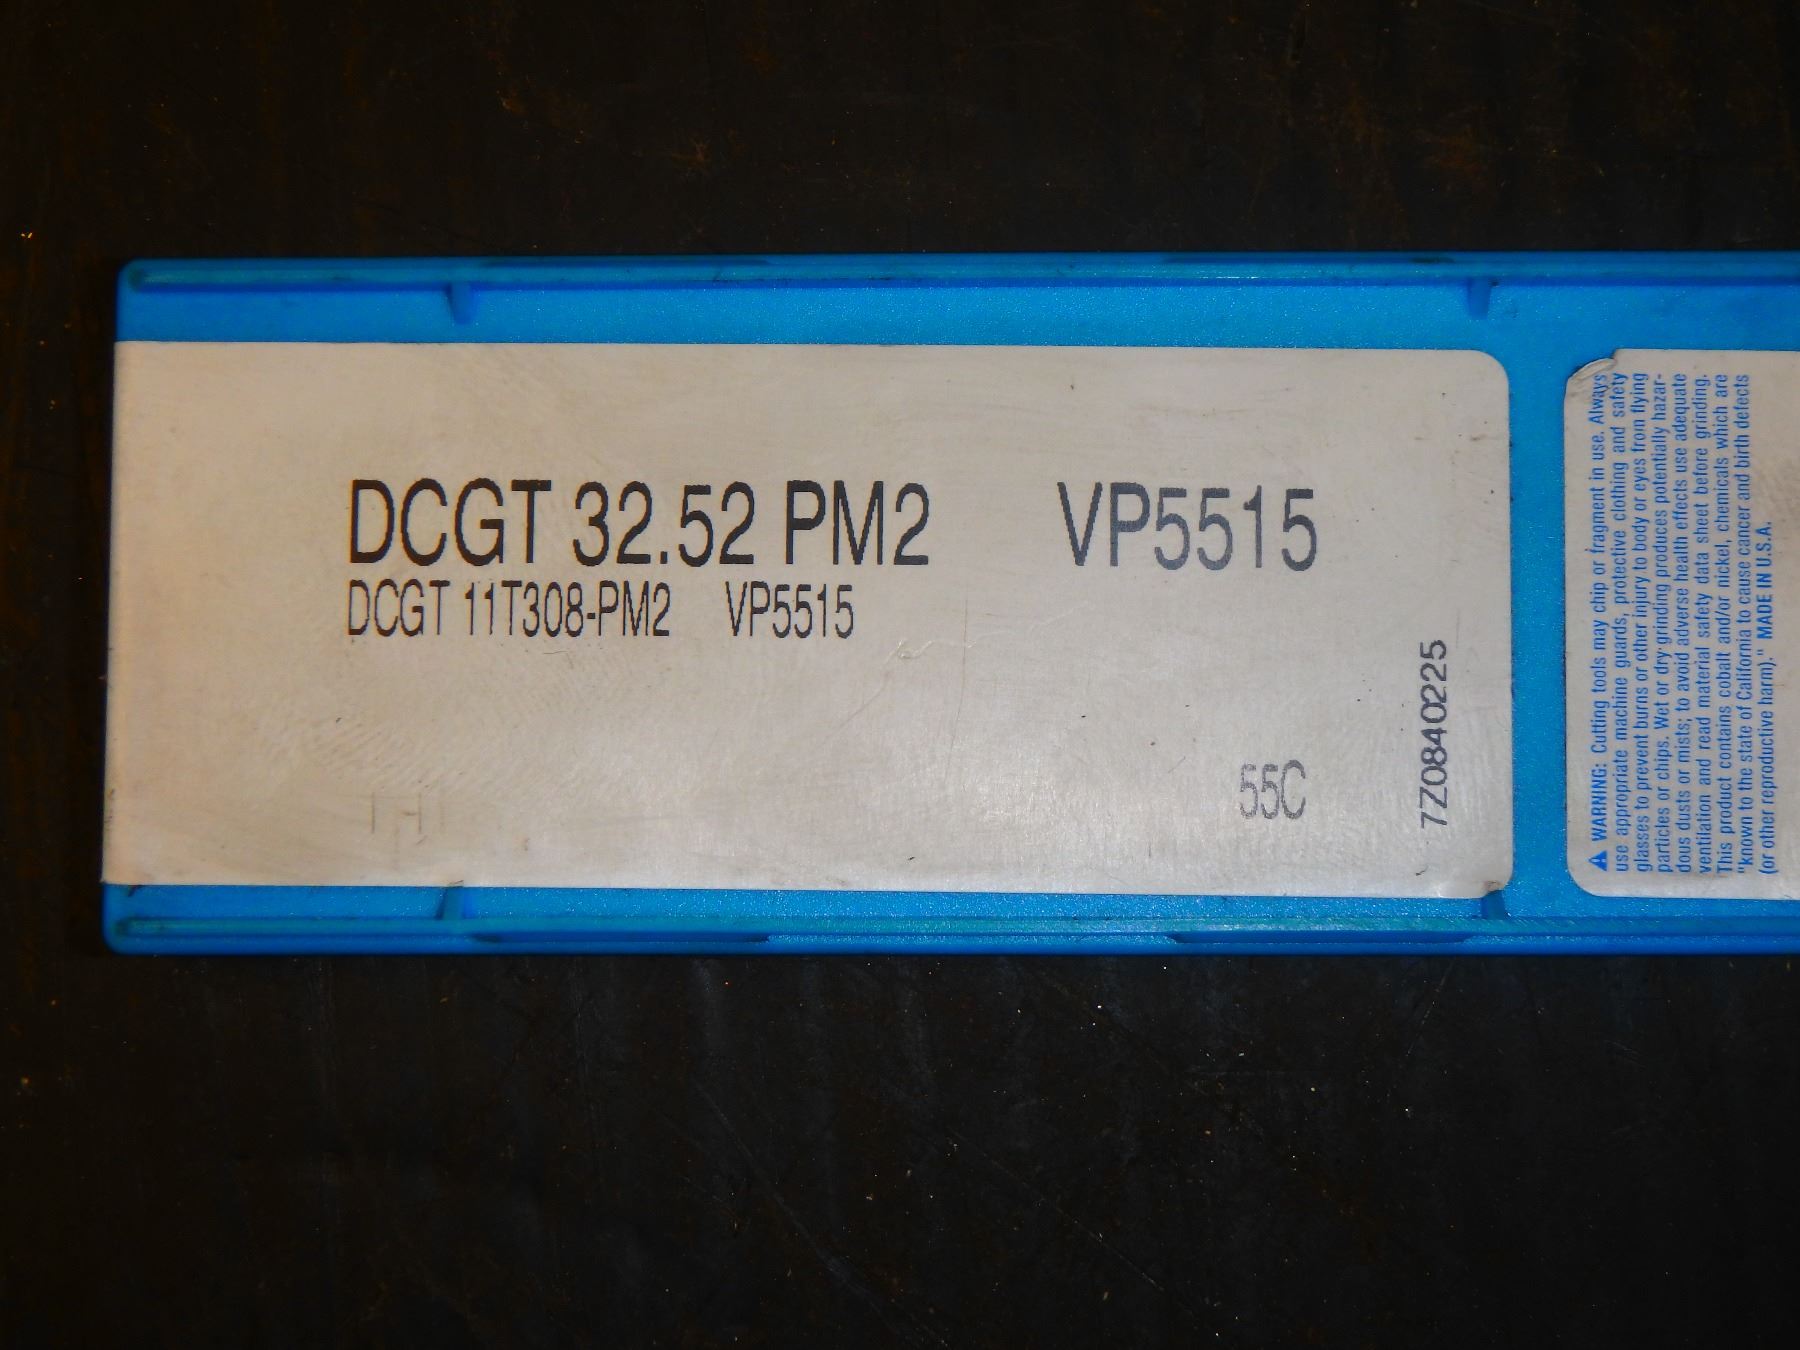 DCGT 32.52 PM2 VP5515
DCGT 11T308-PM2 VP5515
55C
7Z0840225
⚠ WARNING: Cutting tools may chip or fragment in use. Always
use appropriate machine guards, protective clothing and safety
glasses to prevent burns or other injury to body or eyes from flying
particles or chips. Wet or dry grinding produces potentially hazar-
dous dusts or mists; to avoid adverse health effects use adequate
ventilation and read material safety data sheet before grinding.
This product contains cobalt and/or nickel, chemicals which are
"known to the state of California to cause cancer and birth defects
(or other reproductive harm)." MADE IN U.S.A.